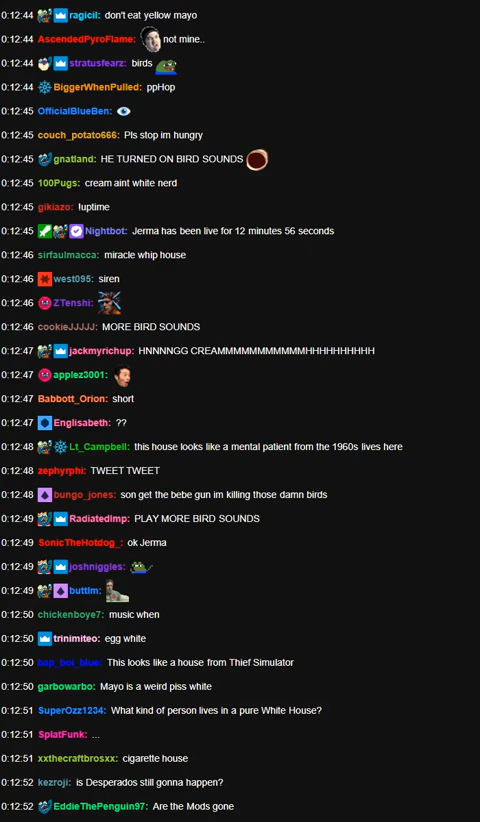 0:12:44 ragicil: don't eat yellow mayo
0:12:44 AscendedPyroFlame: not mine..
0:12:44 stratusfearz: birds
0:12:44 BiggerWhenPulled: ppHop
0:12:45 OfficialBlueBen:
0:12:45 couch_potato666: Pls stop im hungry
0:12:45 gnatland: HE TURNED ON BIRD SOUNDS
0:12:45 100Pugs: cream aint white nerd
0:12:45 gikiazo: !uptime
0:12:45 Nightbot: Jerma has been live for 12 minutes 56 seconds
0:12:46 sirfaulmacca: miracle whip house
0:12:46 west095: siren
0:12:46 ZTenshi:
0:12:46 cookieJJJJJ: MORE BIRD SOUNDS
0:12:47 jackmyrichup: HNNNNGG CREAMMMMMMMMMMMHHHHHHHHHHH
0:12:47 applez3001:
0:12:47 Babbott_Orion: short
0:12:47 Englisabeth: ??
0:12:48 Lt_Campbell: this house looks like a mental patient from the 1960s lives here
0:12:48 zephyrphi: TWEET TWEET
0:12:48 bungo_jones: son get the bebe gun im killing those damn birds
0:12:49 RadiatedImp: PLAY MORE BIRD SOUNDS
0:12:49 SonicTheHotdog_: ok Jerma
0:12:49 joshniggles:
0:12:49 buttlm:
0:12:50 chickenboye7: music when
0:12:50 trinimiteo: egg white
0:12:50 bap_boi_blue: This looks like a house from Thief Simulator
0:12:50 garbowarbo: Mayo is a weird piss white
0:12:51 SuperOzz1234: What kind of person lives in a pure White House?
0:12:51 SplatFunk: ...
0:12:51 xxthecraftbrosxx: cigarette house
0:12:52 kezroji: is Desperados still gonna happen?
0:12:52 EddieThePenguin97: Are the Mods gone